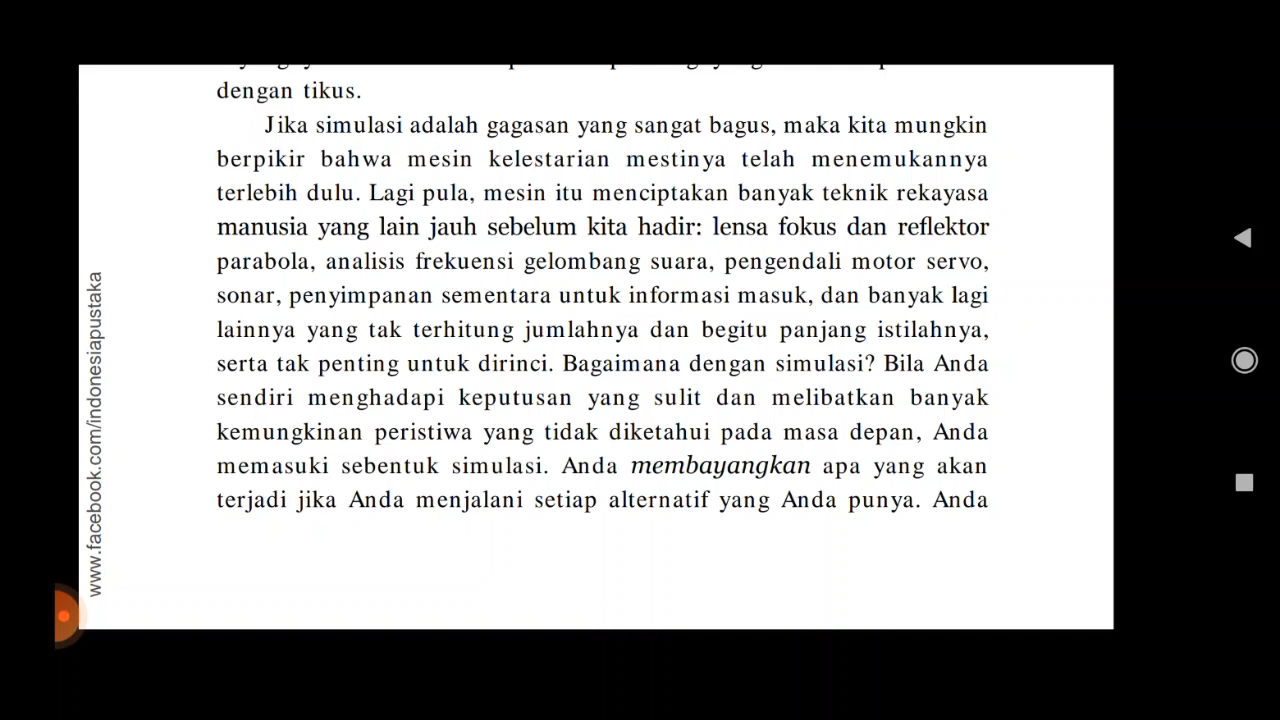 dengan tikus.
Jika simulasi adalah gagasan yang sangat bagus, maka kita mungkin
berpikir bahwa mesin kelestarian mestinya telah menemukannya
terlebih dulu. Lagi pula, mesin itu menciptakan banyak teknik rekayasa
manusia yang lain jauh sebelum kita hadir: lensa fokus dan reflektor
parabola, analisis frekuensi gelombang suara, pengendali motor servo,
sonar, penyimpanan sementara untuk informasi masuk, dan banyak lagi
lainnya yang tak terhitung jumlahnya dan begitu panjang istilahnya,
serta tak penting untuk dirinci. Bagaimana dengan simulasi? Bila Anda
sendiri menghadapi keputusan yang sulit dan melibatkan banyak
kemungkinan peristiwa yang tidak diketahui pada masa depan, Anda
memasuki sebentuk simulasi. Anda membayangkan apa yang akan
terjadi jika Anda menjalani setiap alternatif yang Anda punya. Anda
www.facebook.com/indonesiapustaka